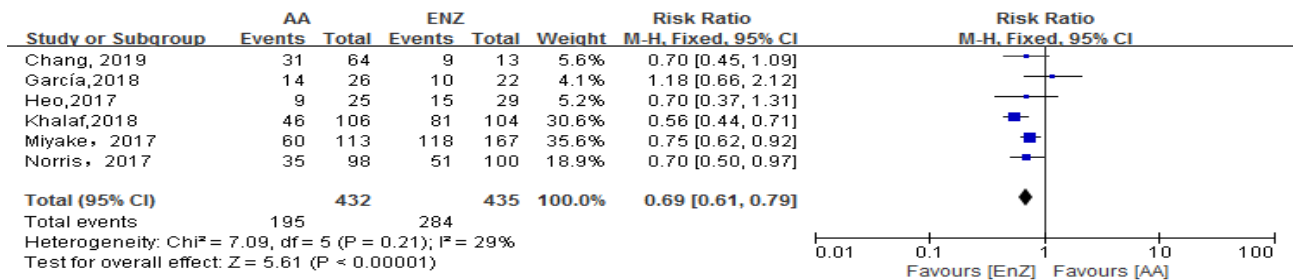 AA ENZ Risk Ratio Risk Ratio
Study or Subgroup Events Total Events Total Weight M-H, Fixed, 95% CI M-H, Fixed, 95% CI
Chang, 2019 31 64 9 13 5.6% 0.70 [0.45, 1.09]
García,2018 14 26 10 22 4.1% 1.18 [0.66, 2.12]
Heo,2017 9 25 15 29 5.2% 0.70 [0.37, 1.31]
Khalaf,2018 46 106 81 104 30.6% 0.56 [0.44, 0.71]
Miyake，2017 60 113 118 167 35.6% 0.75 [0.62, 0.92]
Norris，2017 35 98 51 100 18.9% 0.70 [0.50, 0.97]
Total (95% CI) 432 435 100.0% 0.69 [0.61, 0.79]
Total events 195 284
Heterogeneity: Chi² = 7.09, df = 5 (P = 0.21); I² = 29%
Test for overall effect: Z = 5.61 (P < 0.00001)
0.01 0.1 1 10 100
Favours [EnZ] Favours [AA]